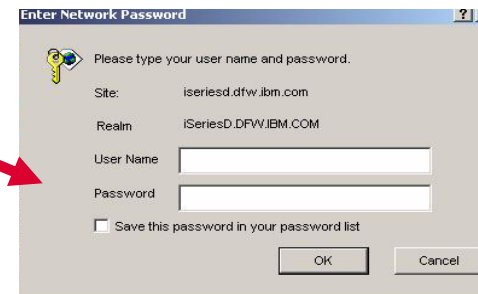 Enter Network Password ?
Please type your user name and password.
Site: iseriesd.dfw.ibm.com
Realm iSeriesD.DFW.IBM.COM
User Name
Password
Save this password in your password list
OK Cancel